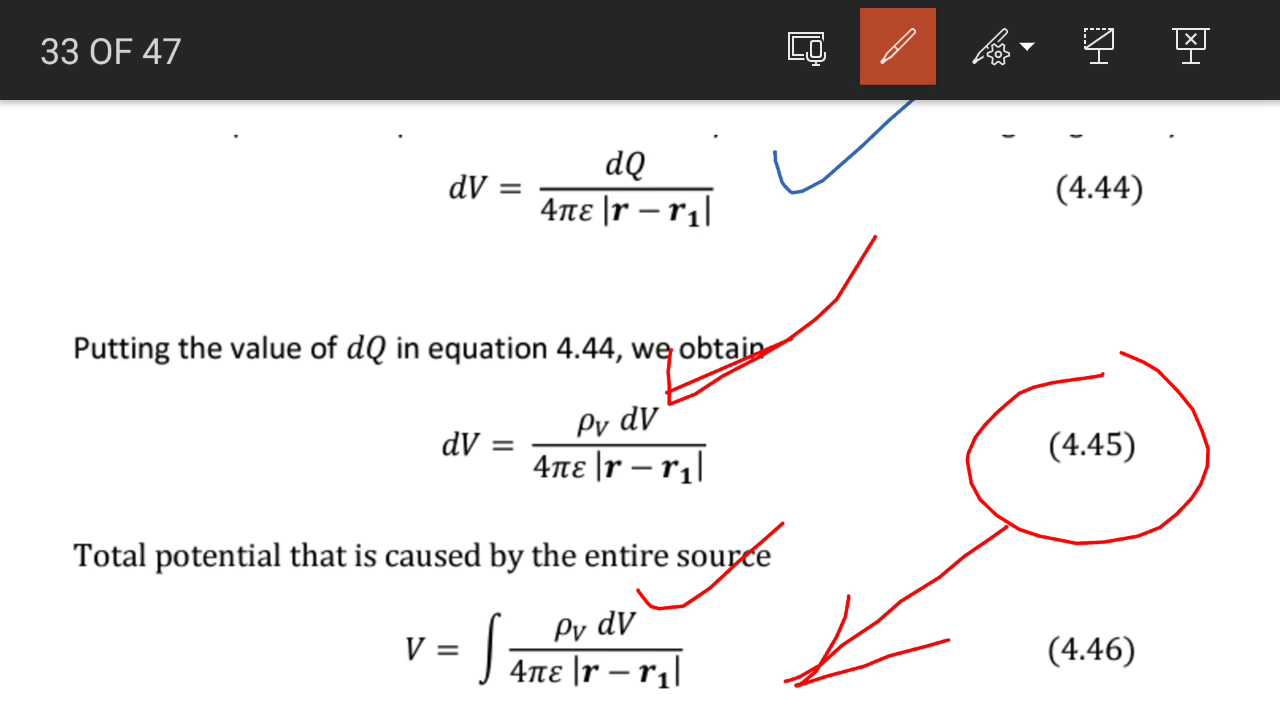 33 OF 47
dV = dQ / 4πε |r − r₁| (4.44)
Putting the value of dQ in equation 4.44, we obtain
dV = ρ_V dV / 4πε |r − r₁| (4.45)
Total potential that is caused by the entire source
V = ∫ ρ_V dV / 4πε |r − r₁| (4.46)